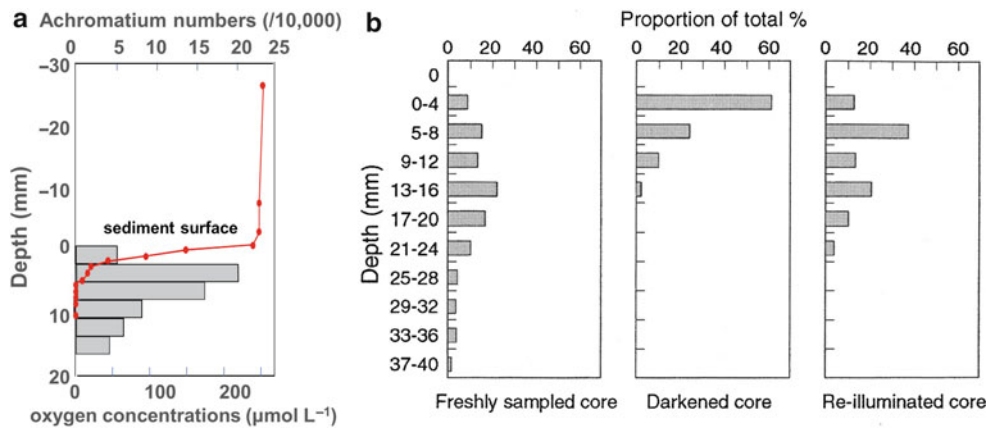 a
Achromatium numbers (/10,000)
0 5 10 15 20 25
Depth (mm)
−30
−20
−10
0
10
20
sediment surface
0 100 200
oxygen concentrations (µmol L⁻¹)
b
Proportion of total %
0 20 40 60 0 20 40 60 0 20 40 60
Depth (mm)
0
0-4
5-8
9-12
13-16
17-20
21-24
25-28
29-32
33-36
37-40
Freshly sampled core
Darkened core
Re-illuminated core